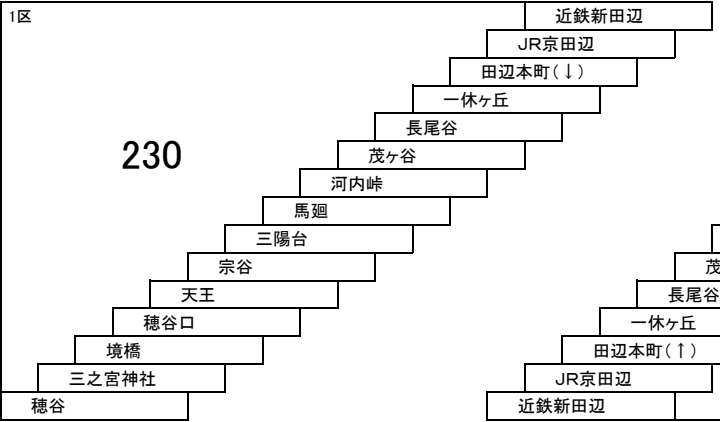 1区
近鉄新田辺
JR京田辺
田辺本町(↓)
一休ヶ丘
長尾谷
230
茂ヶ谷
河内峠
馬廻
三陽台
宗谷
茂
天王
長尾谷
穂谷口
一休ヶ丘
境橋
田辺本町(↑)
三之宮神社
JR京田辺
穂谷
近鉄新田辺